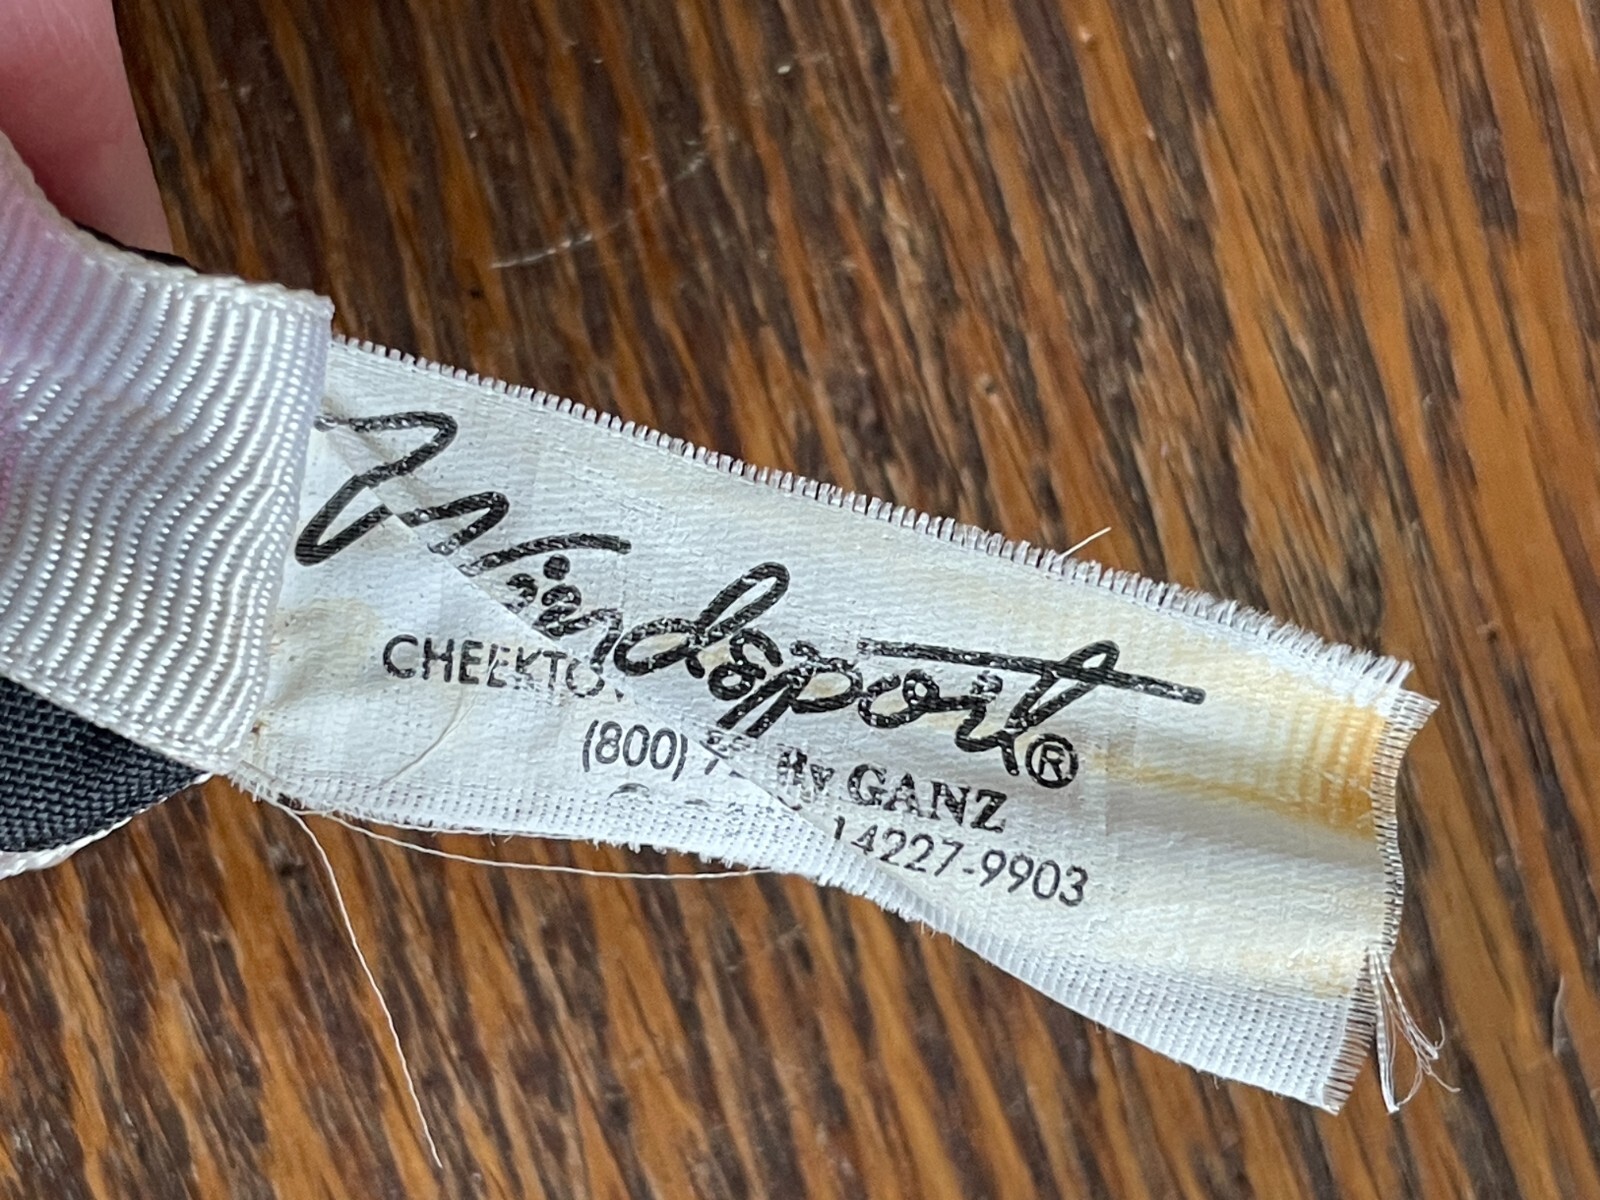 Windsport®
By GANZ
CHEEKTO
(800)
14227-9903